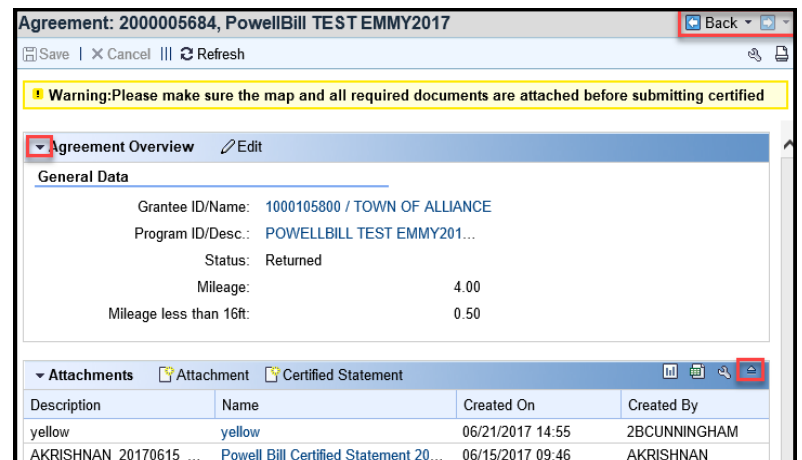 Agreement: 2000005684, PowellBill TEST EMMY2017 Back
Save | X Cancel Refresh
Warning:Please make sure the map and all required documents are attached before submitting certified
Agreement Overview Edit
General Data
Grantee ID/Name: 1000105800 / TOWN OF ALLIANCE
Program ID/Desc.: POWELLBILL TEST EMMY201...
Status: Returned
Mileage: 4.00
Mileage less than 16ft: 0.50
Attachments Attachment Certified Statement
Description Name Created On Created By
yellow yellow 06/21/2017 14:55 2BCUNNINGHAM
AKRISHNAN_20170615_... Powell Bill Certified Statement 20... 06/15/2017 09:46 AKRISHNAN